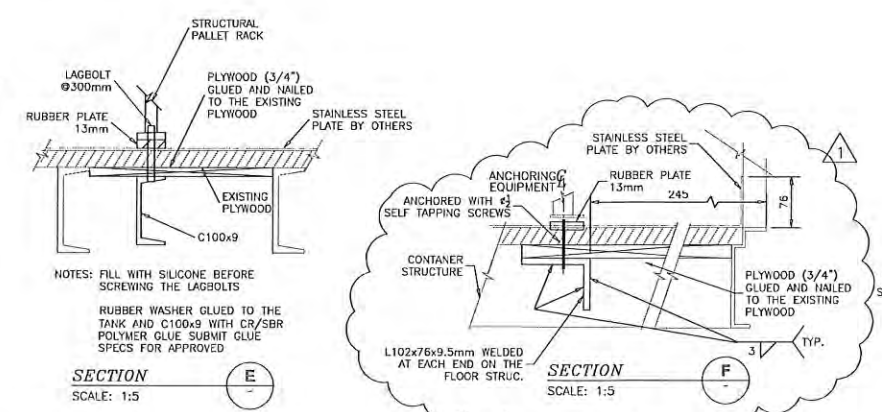 STRUCTURAL
PALLET RACK
LAGBOLT
@300mm
RUBBER PLATE
13mm
PLYWOOD (3/4")
GLUED AND NAILED
TO THE EXISTING
PLYWOOD
STAINLESS STEEL
PLATE BY OTHERS
EXISTING
PLYWOOD
C100x9
NOTES: FILL WITH SILICONE BEFORE
SCREWING THE LAGBOLTS
RUBBER WASHER GLUED TO THE
TANK AND C100x9 WITH CR/SBR
POLYMER GLUE SUBMIT GLUE
SPECS FOR APPROVED
SECTION
E
-
SCALE: 1:5
STAINLESS STEEL
PLATE BY OTHERS
1
ANCHORING
EQUIPMENT
RUBBER PLATE
13mm
245
76
ANCHORED WITH ø½
SELF TAPPING SCREWS
CONTANER
STRUCTURE
PLYWOOD (3/4")
GLUED AND NAILED
TO THE EXISTING
PLYWOOD
S
3
TYP.
L102x76x9.5mm WELDED
AT EACH END ON THE
FLOOR STRUC.
SECTION
F
-
SCALE: 1:5